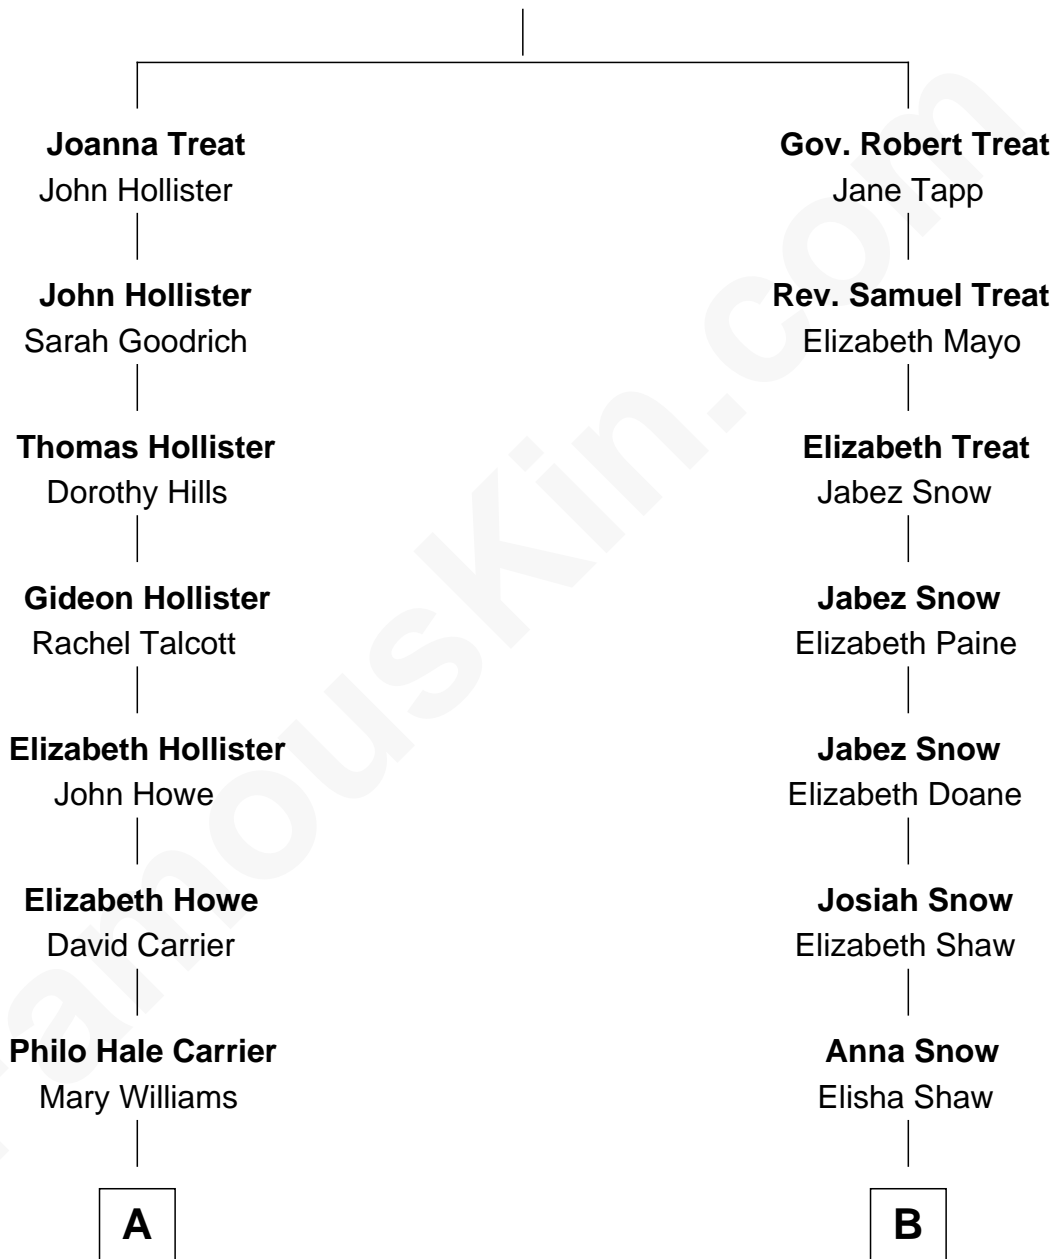 Joanna Treat
John Hollister
Gov. Robert Treat
Jane Tapp
John Hollister
Sarah Goodrich
Rev. Samuel Treat
Elizabeth Mayo
Thomas Hollister
Dorothy Hills
Elizabeth Treat
Jabez Snow
Gideon Hollister
Rachel Talcott
Jabez Snow
Elizabeth Paine
Elizabeth Hollister
John Howe
Jabez Snow
Elizabeth Doane
Elizabeth Howe
David Carrier
Josiah Snow
Elizabeth Shaw
Philo Hale Carrier
Mary Williams
Anna Snow
Elisha Shaw
A
B
FamousKin.com